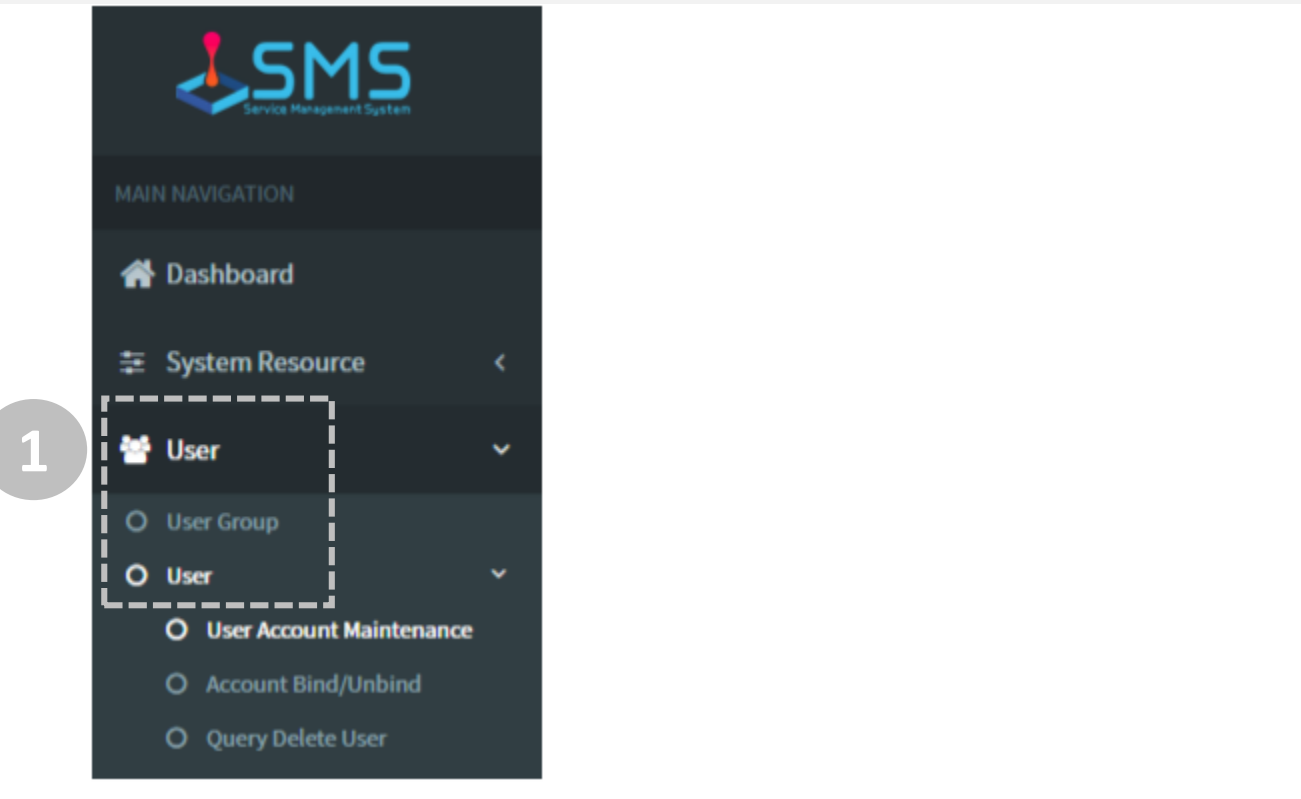 SMS
Service Management System
MAIN NAVIGATION
Dashboard
System Resource
1
User
User Group
User
User Account Maintenance
Account Bind/Unbind
Query Delete User